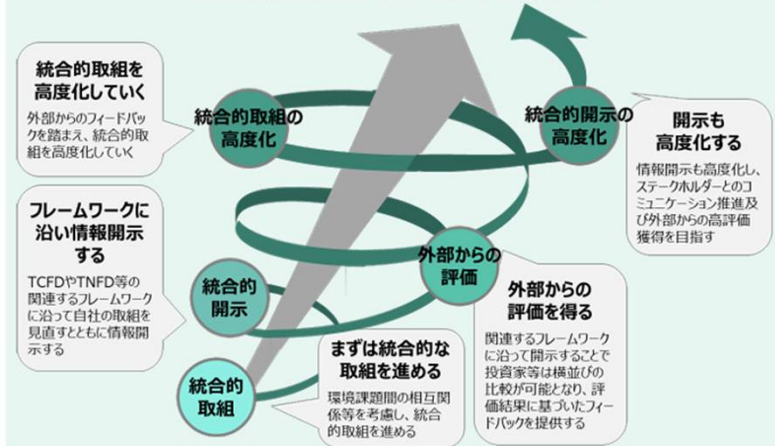 統合的取組を
高度化していく
外部からのフィードバッ
クを踏まえ、統合的取
組を高度化していく
統合的取組の
高度化
統合的開示の
高度化
開示も
高度化する
情報開示も高度化し、
ステークホルダーとのコ
ミュニケーション推進及
び外部からの高評価
獲得を目指す
フレームワークに
沿い情報開示
する
TCFDやTNFD等の
関連するフレームワーク
に沿って自社の取組を
見直すとともに情報開
示する
統合的
開示
外部からの
評価
外部からの
評価を得る
関連するフレームワーク
に沿って開示することで
投資家等は横並びの
比較が可能となり、評
価結果に基づいたフィー
ドバックを提供する
統合的
取組
まずは統合的な
取組を進める
環境課題間の相互関
係等を考慮し、統合
的取組を進める